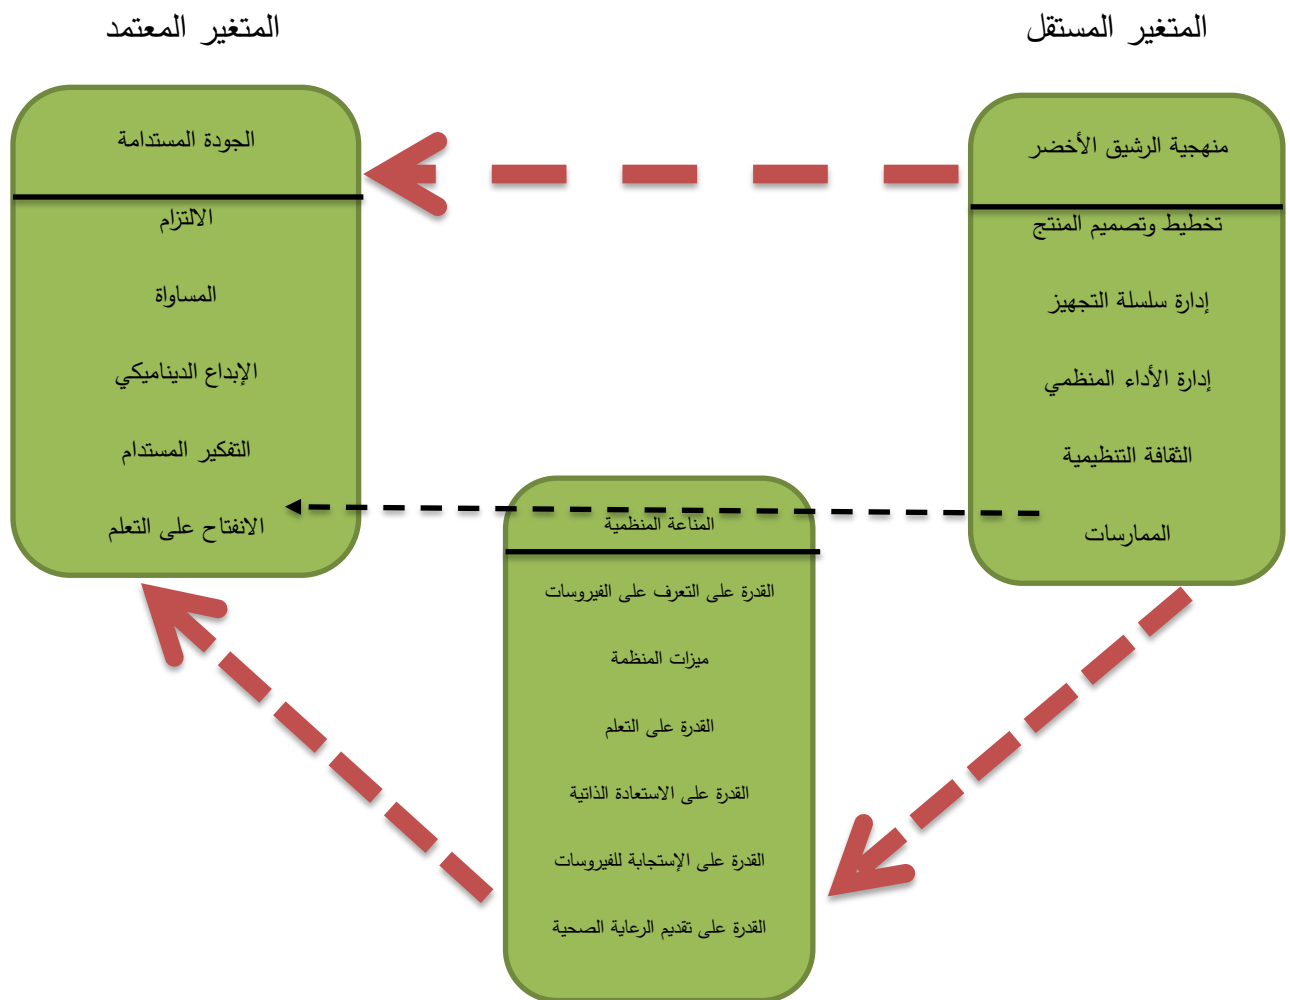 المتغير المستقل
المتغير المعتمد
منهجية الرشيق الأخضر
تخطيط وتصميم المنتج
إدارة سلسلة التجهيز
إدارة الأداء المنظمي
الثقافة التنظيمية
الممارسات
الجودة المستدامة
الالتزام
المساواة
الإبداع الديناميكي
التفكير المستدام
الانفتاح على التعلم
المناعة المنظمية
القدرة على التعرف على الفيروسات
ميزات المنظمة
القدرة على التعلم
القدرة على الاستعادة الذاتية
القدرة على الإستجابة للفيروسات
القدرة على تقديم الرعاية الصحية